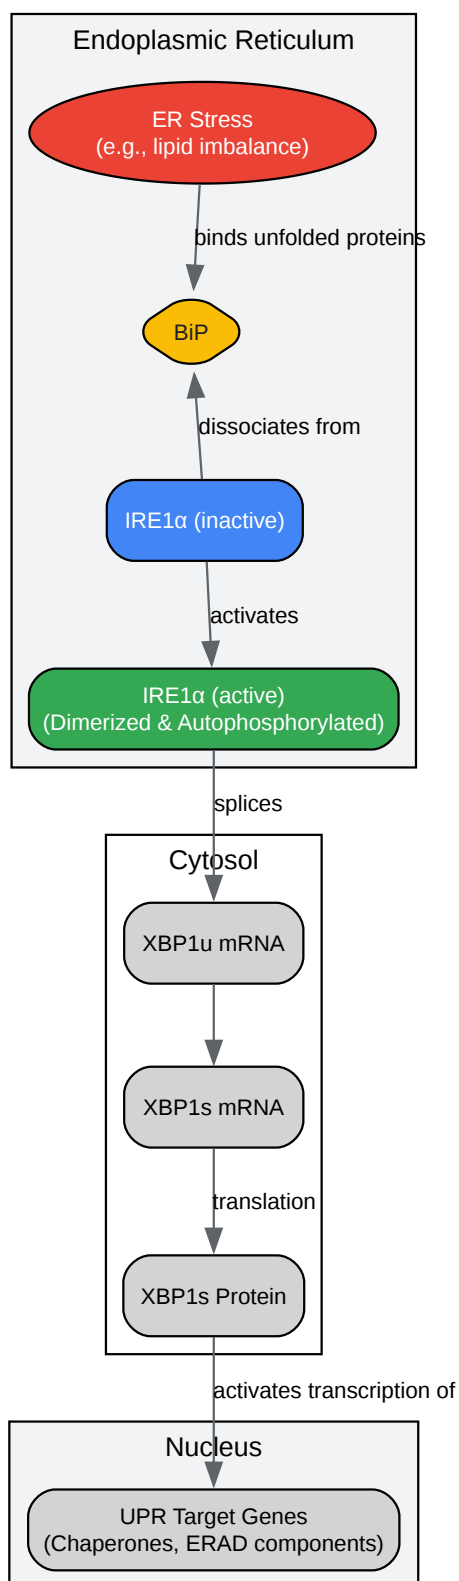 Endoplasmic Reticulum
ER Stress
(e.g., lipid imbalance)
binds unfolded proteins
BiP
dissociates from
IRE1α (inactive)
activates
IRE1α (active)
(Dimerized & Autophosphorylated)
splices
Cytosol
XBP1u mRNA
XBP1s mRNA
translation
XBP1s Protein
activates transcription of
Nucleus
UPR Target Genes
(Chaperones, ERAD components)